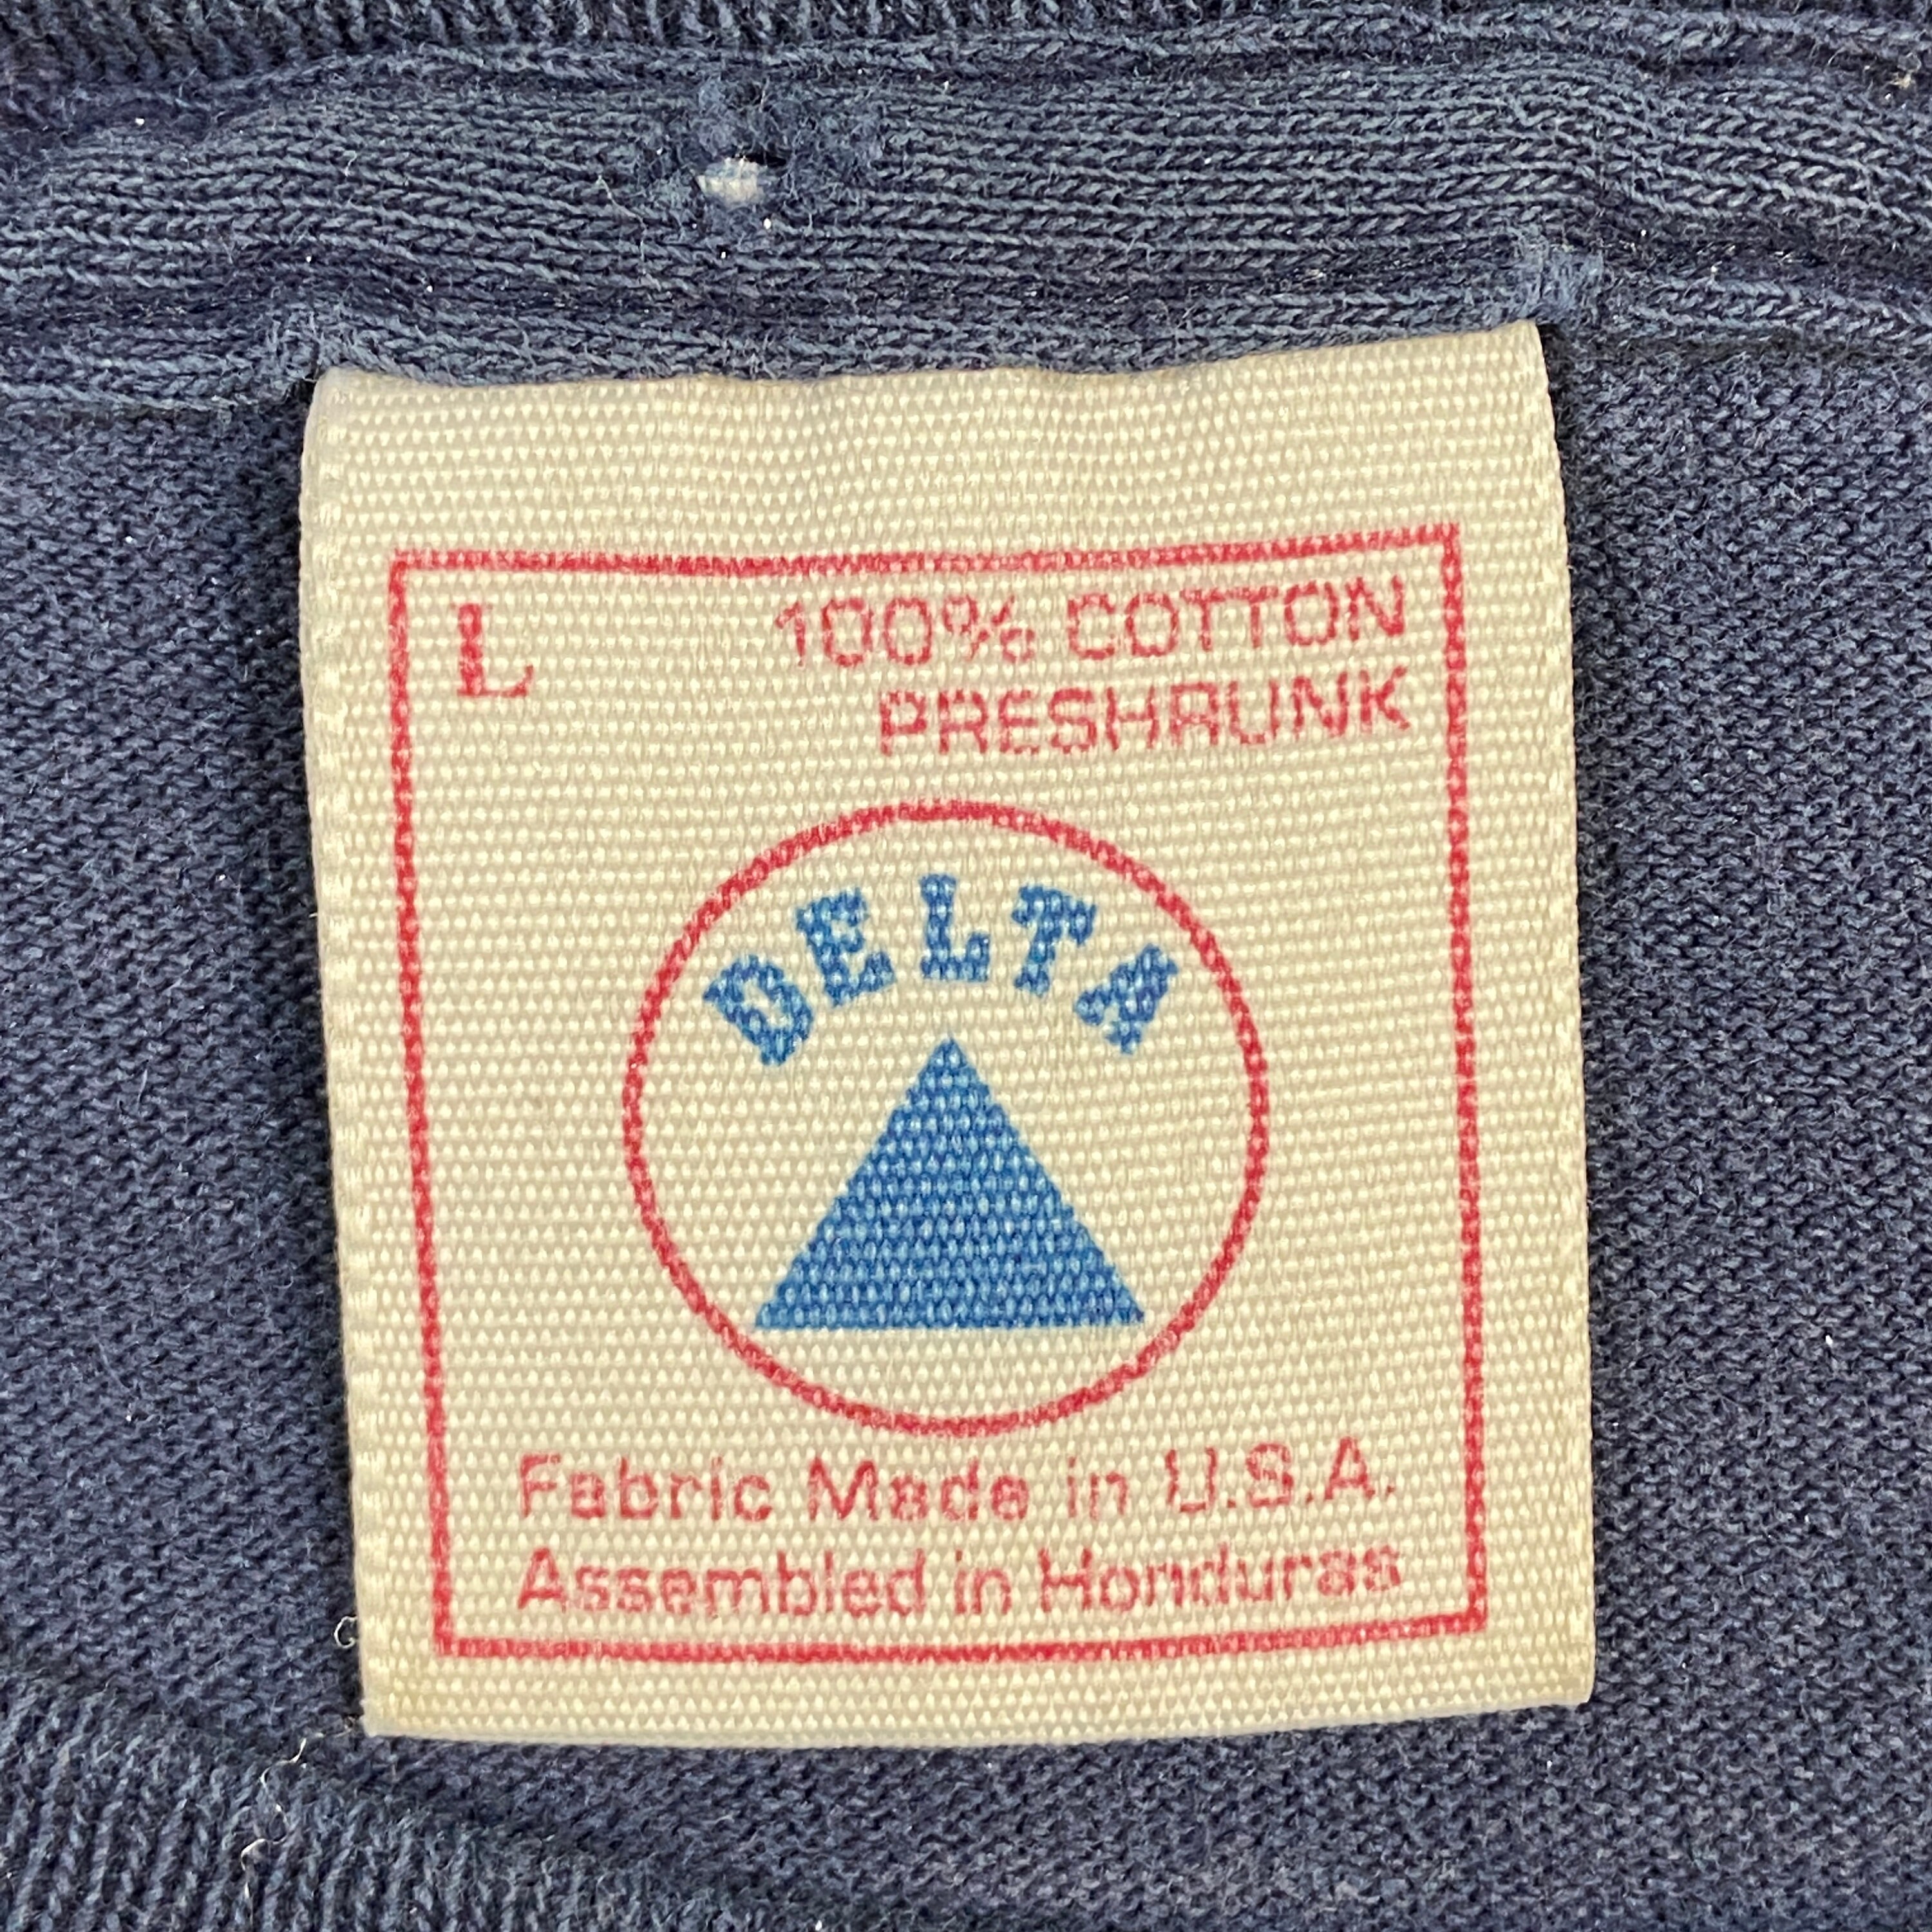 L 100% COTTON
PRESHRUNK
DELTA
Fabric Made in U.S.A.
Assembled in Honduras